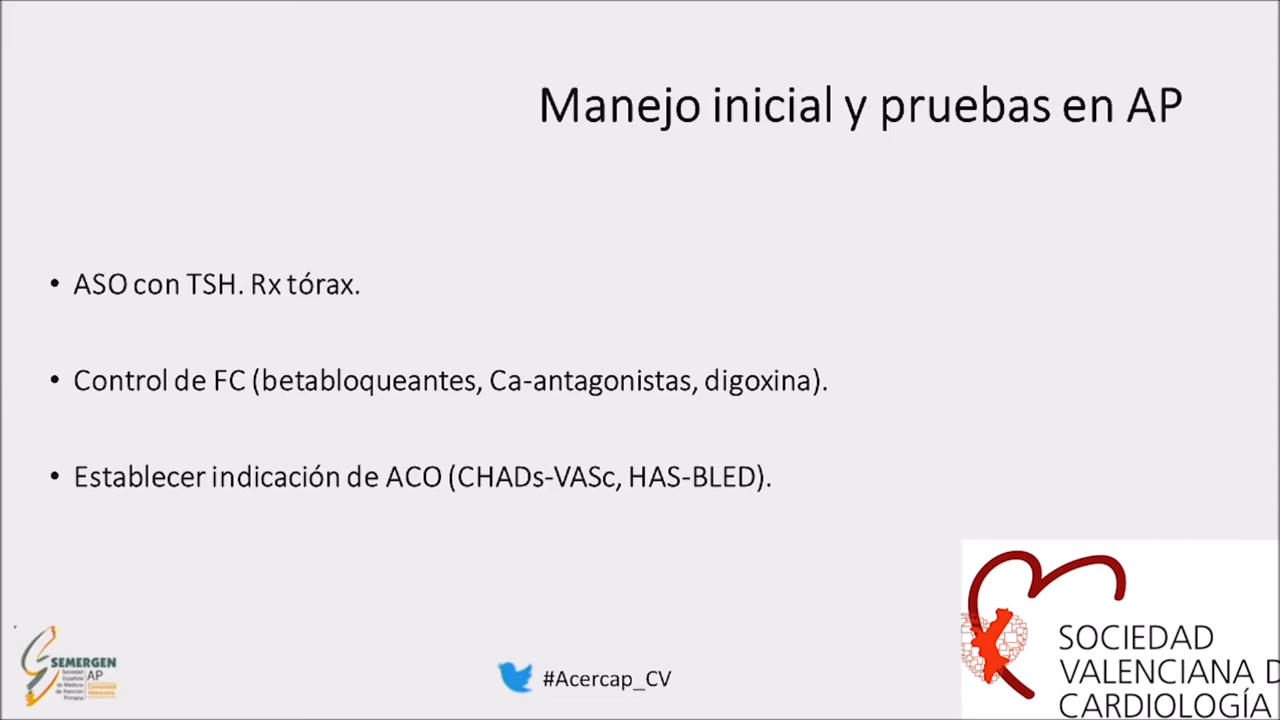 Manejo inicial y pruebas en AP
• ASO con TSH. Rx tórax.
• Control de FC (betabloqueantes, Ca-antagonistas, digoxina).
• Establecer indicación de ACO (CHADs-VASc, HAS-BLED).
SEMERGEN
Sociedad
Española
de Médicos
de Atención
Primaria
AP
Comunidad
Valenciana
#Acercap_CV
SOCIEDAD
VALENCIANA D
CARDIOLOGÍA